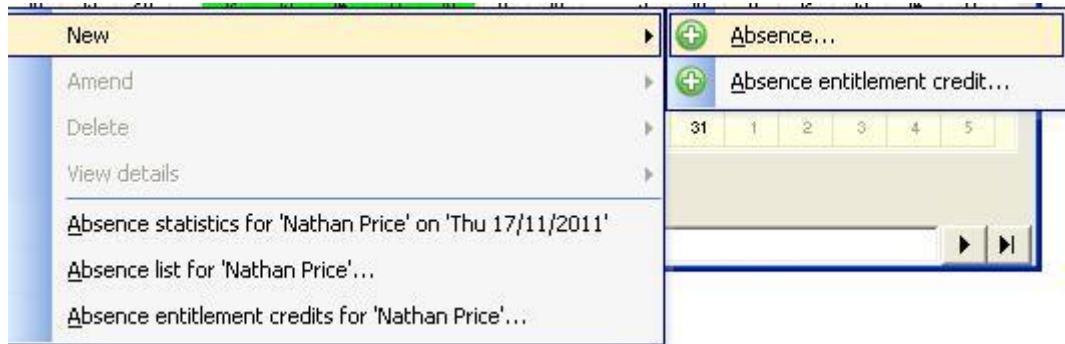 New
Absence...
Amend
Absence entitlement credit...
Delete
31 1 2 3 4 5
View details
Absence statistics for 'Nathan Price' on 'Thu 17/11/2011'
Absence list for 'Nathan Price'...
Absence entitlement credits for 'Nathan Price'...